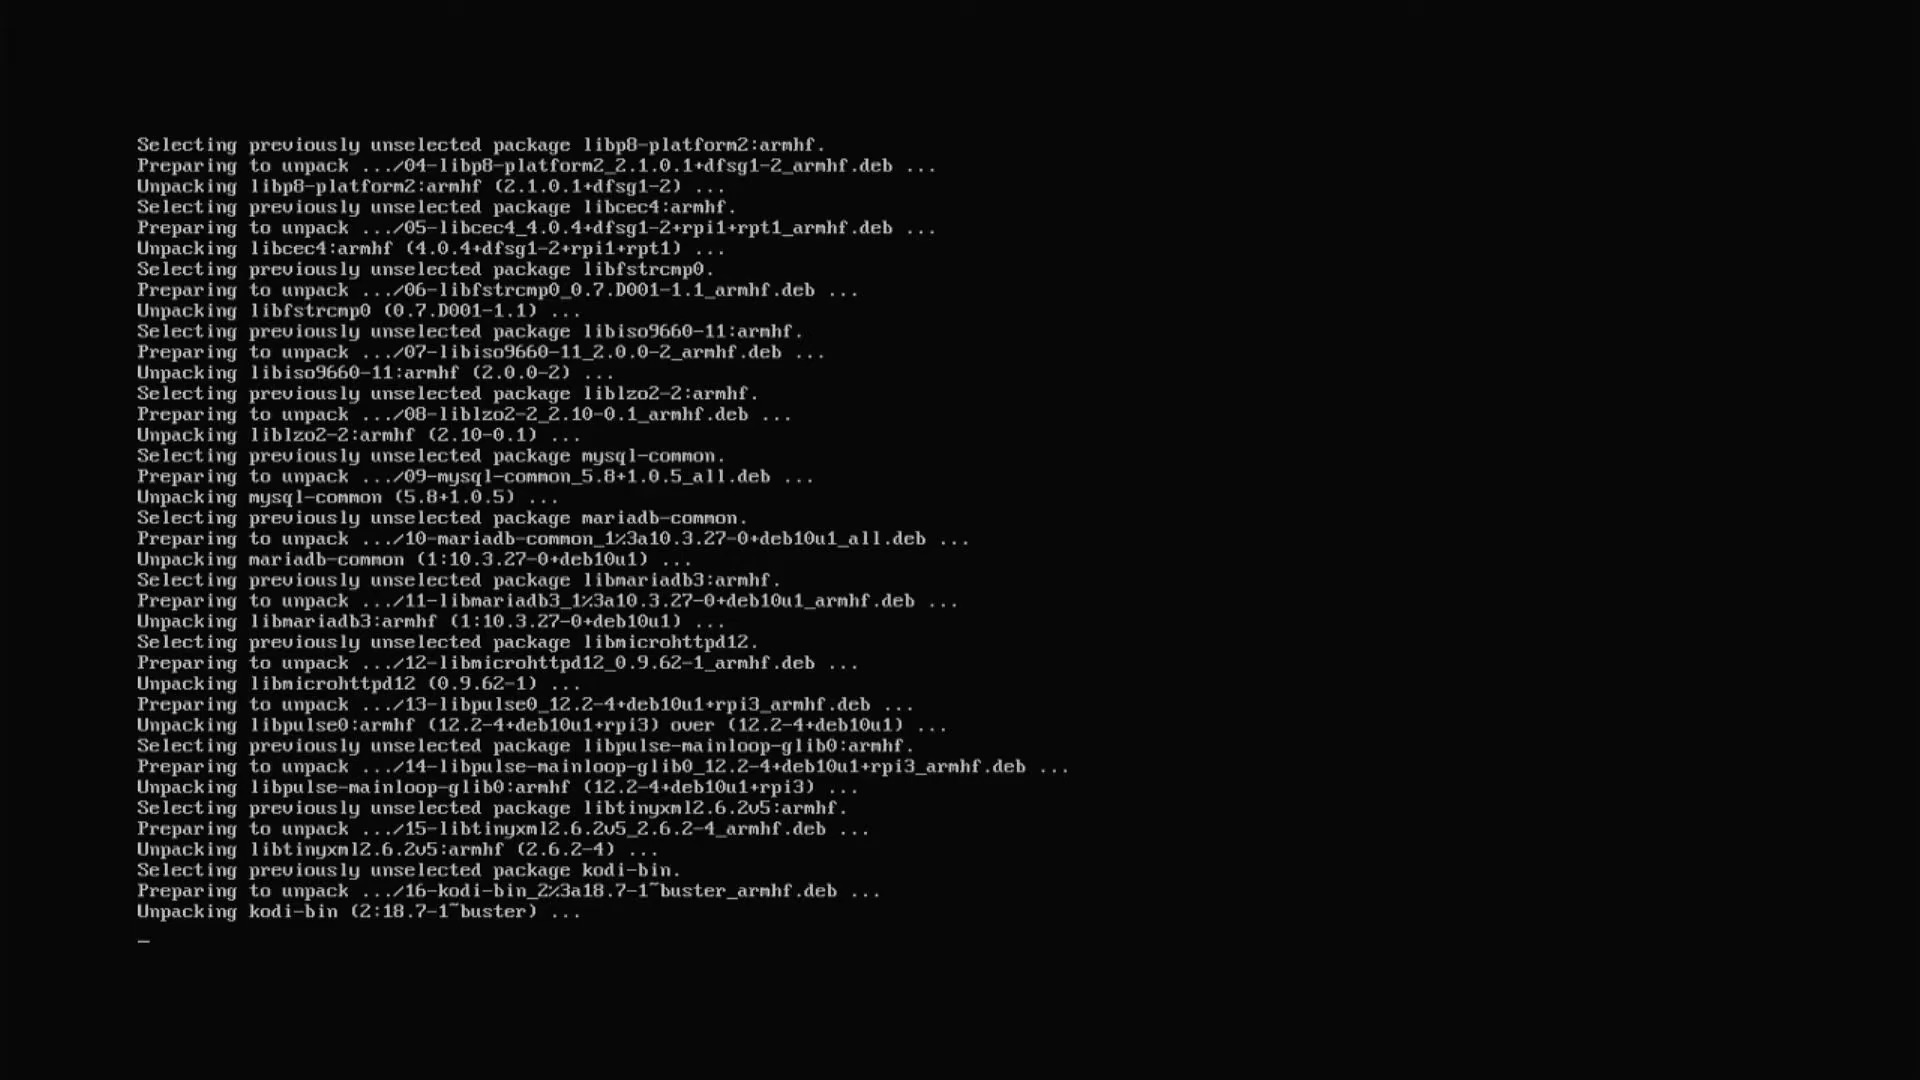 Selecting previously unselected package libp8-platform2:armhf.
Preparing to unpack .../04-libp8-platform2_2.1.0.1+dfsg1-2_armhf.deb ...
Unpacking libp8-platform2:armhf (2.1.0.1+dfsg1-2) ...
Selecting previously unselected package libcec4:armhf.
Preparing to unpack .../05-libcec4_4.0.4+dfsg1-2+rpi1+rpt1_armhf.deb ...
Unpacking libcec4:armhf (4.0.4+dfsg1-2+rpi1+rpt1) ...
Selecting previously unselected package libfstrcmp0.
Preparing to unpack .../06-libfstrcmp0_0.7.D001-1.1_armhf.deb ...
Unpacking libfstrcmp0 (0.7.D001-1.1) ...
Selecting previously unselected package libiso9660-11:armhf.
Preparing to unpack .../07-libiso9660-11_2.0.0-2_armhf.deb ...
Unpacking libiso9660-11:armhf (2.0.0-2) ...
Selecting previously unselected package liblzo2-2:armhf.
Preparing to unpack .../08-liblzo2-2_2.10-0.1_armhf.deb ...
Unpacking liblzo2-2:armhf (2.10-0.1) ...
Selecting previously unselected package mysql-common.
Preparing to unpack .../09-mysql-common_5.8+1.0.5_all.deb ...
Unpacking mysql-common (5.8+1.0.5) ...
Selecting previously unselected package mariadb-common.
Preparing to unpack .../10-mariadb-common_1%3a10.3.27-0+deb10u1_all.deb ...
Unpacking mariadb-common (1:10.3.27-0+deb10u1) ...
Selecting previously unselected package libmariadb3:armhf.
Preparing to unpack .../11-libmariadb3_1%3a10.3.27-0+deb10u1_armhf.deb ...
Unpacking libmariadb3:armhf (1:10.3.27-0+deb10u1) ...
Selecting previously unselected package libmicrohttpd12.
Preparing to unpack .../12-libmicrohttpd12_0.9.62-1_armhf.deb ...
Unpacking libmicrohttpd12 (0.9.62-1) ...
Preparing to unpack .../13-libpulse0_12.2-4+deb10u1+rpi3_armhf.deb ...
Unpacking libpulse0:armhf (12.2-4+deb10u1+rpi3) over (12.2-4+deb10u1) ...
Selecting previously unselected package libpulse-mainloop-glib0:armhf.
Preparing to unpack .../14-libpulse-mainloop-glib0_12.2-4+deb10u1+rpi3_armhf.deb ...
Unpacking libpulse-mainloop-glib0:armhf (12.2-4+deb10u1+rpi3) ...
Selecting previously unselected package libtinyxml2.6.2v5:armhf.
Preparing to unpack .../15-libtinyxml2.6.2v5_2.6.2-4_armhf.deb ...
Unpacking libtinyxml2.6.2v5:armhf (2.6.2-4) ...
Selecting previously unselected package kodi-bin.
Preparing to unpack .../16-kodi-bin_2%3a18.7-1~buster_armhf.deb ...
Unpacking kodi-bin (2:18.7-1~buster) ...
_